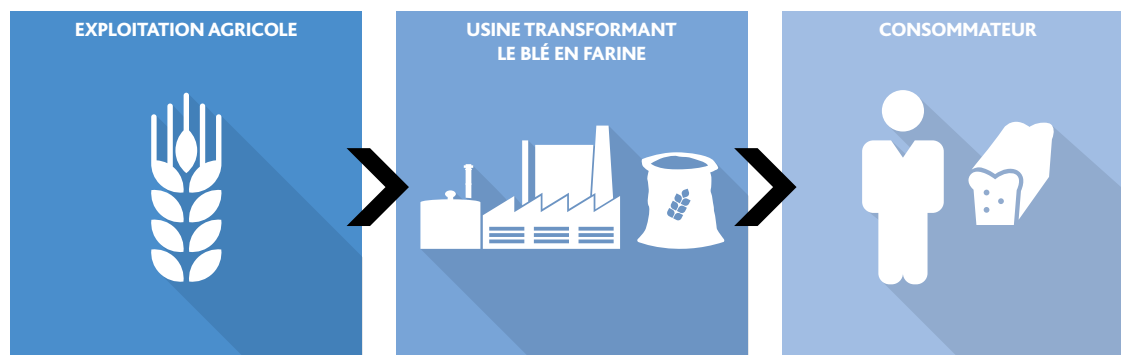 EXPLOITATION AGRICOLE
USINE TRANSFORMANT
LE BLÉ EN FARINE
CONSOMMATEUR